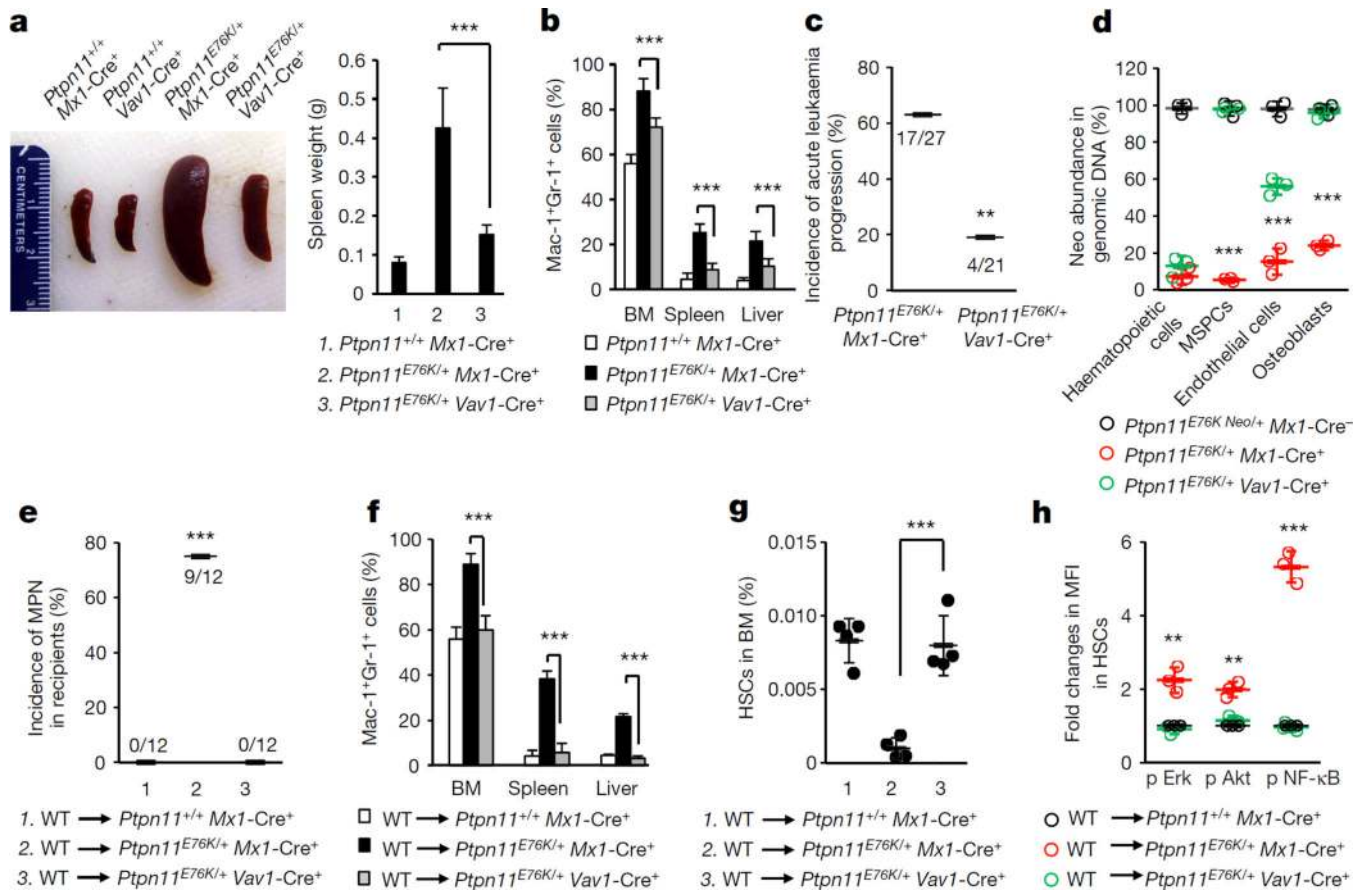 a
Ptpn11+/+ Mx1-Cre+
Ptpn11+/+ Vav1-Cre+
Ptpn11E76K/+ Mx1-Cre+
Ptpn11E76K/+ Vav1-Cre+
CENTIMETERS
1
2
3
Spleen weight (g)
0.6
0.5
0.4
0.3
0.2
0.1
0
***
1 2 3
1. Ptpn11+/+ Mx1-Cre+
2. Ptpn11E76K/+ Mx1-Cre+
3. Ptpn11E76K/+ Vav1-Cre+
b
Mac-1+Gr-1+ cells (%)
100
80
60
40
20
0
***
***
***
BM Spleen Liver
Ptpn11+/+ Mx1-Cre+
Ptpn11E76K/+ Mx1-Cre+
Ptpn11E76K/+ Vav1-Cre+
c
Incidence of acute leukaemia
progression (%)
80
60
40
20
0
17/27
**
4/21
Ptpn11E76K/+
Mx1-Cre+
Ptpn11E76K/+
Vav1-Cre+
d
Neo abundance in
genomic DNA (%)
120
100
80
60
40
20
0
***
***
***
Haematopoietic
cells
MSPCs
Endothelial cells
Osteoblasts
Ptpn11E76K Neo/+ Mx1-Cre−
Ptpn11E76K/+ Mx1-Cre+
Ptpn11E76K/+ Vav1-Cre+
e
Incidence of MPN
in recipients (%)
80
60
40
20
0
***
9/12
0/12
0/12
1 2 3
1. WT → Ptpn11+/+ Mx1-Cre+
2. WT → Ptpn11E76K/+ Mx1-Cre+
3. WT → Ptpn11E76K/+ Vav1-Cre+
f
Mac-1+Gr-1+ cells (%)
100
80
60
40
20
0
***
***
***
BM Spleen Liver
WT → Ptpn11+/+ Mx1-Cre+
WT → Ptpn11E76K/+ Mx1-Cre+
WT → Ptpn11E76K/+ Vav1-Cre+
g
HSCs in BM (%)
0.015
0.010
0.005
0
***
1 2 3
1. WT → Ptpn11+/+ Mx1-Cre+
2. WT → Ptpn11E76K/+ Mx1-Cre+
3. WT → Ptpn11E76K/+ Vav1-Cre+
h
Fold changes in MFI
in HSCs
6
4
2
0
**
**
***
p Erk p Akt p NF-κB
WT → Ptpn11+/+ Mx1-Cre+
WT → Ptpn11E76K/+ Mx1-Cre+
WT → Ptpn11E76K/+ Vav1-Cre+